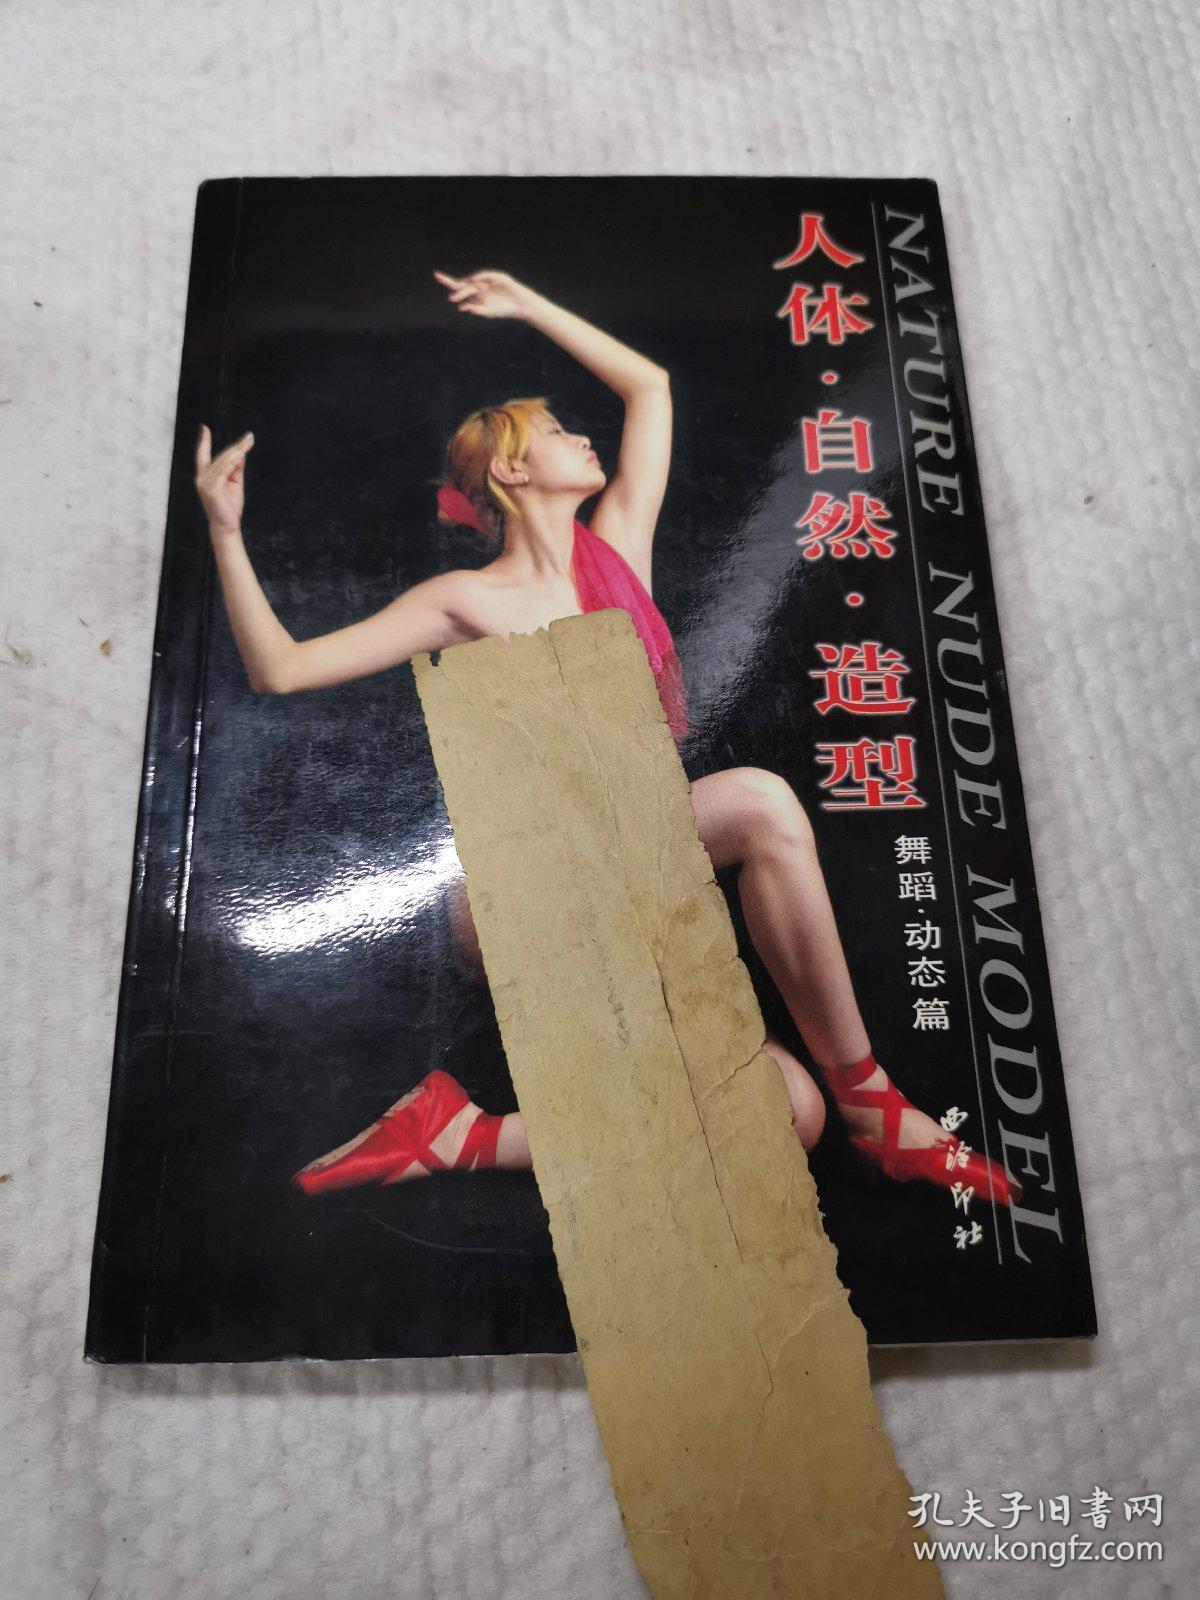 人体·自然·造型
舞蹈·动态篇
NATURE NUDE MODEL
西泠印社
孔夫子旧书网
www.kongfz.com